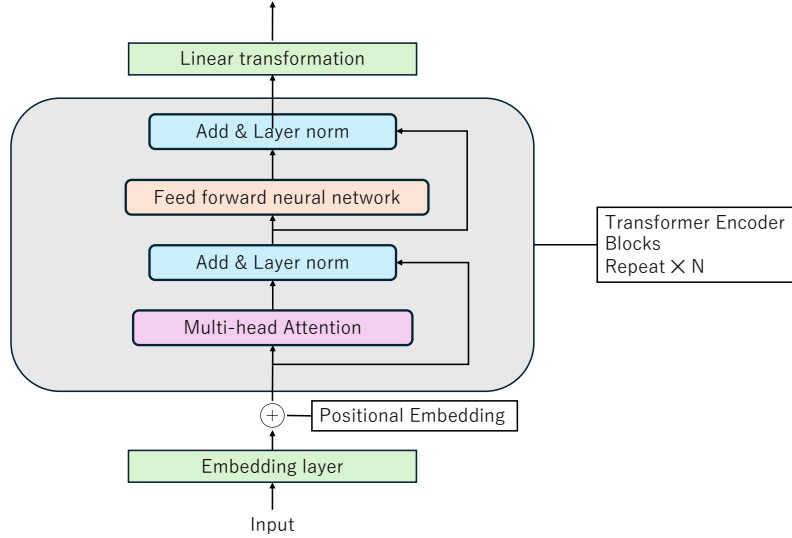 Linear transformation
Add & Layer norm
Feed forward neural network
Add & Layer norm
Multi-head Attention
Transformer Encoder
Blocks
Repeat × N
+
Positional Embedding
Embedding layer
Input